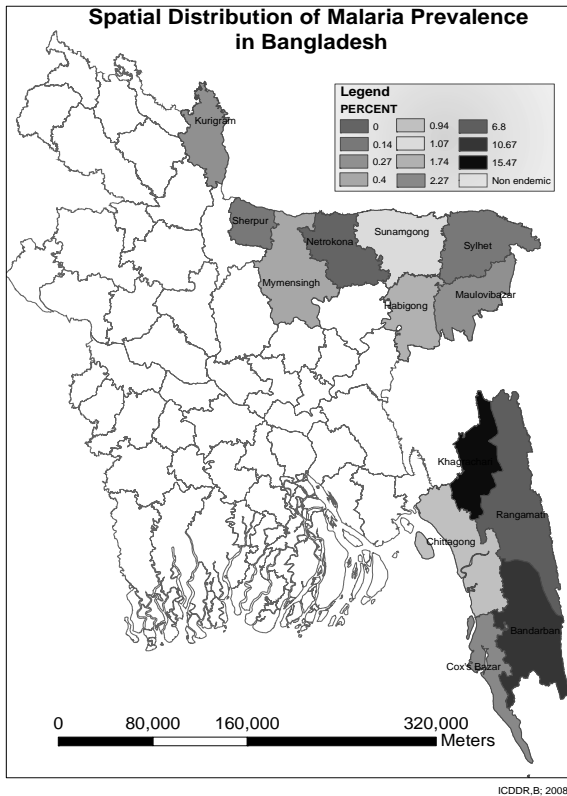 Spatial Distribution of Malaria Prevalence
in Bangladesh
Legend
PERCENT
0
0.14
0.27
0.4
0.94
1.07
1.74
2.27
6.8
10.67
15.47
Non endemic
Kurigram
Sherpur
Netrokona
Sunamgong
Sylhet
Mymensingh
Habigong
Maulovibazar
Khagrachari
Rangamati
Chittagong
Bandarban
Cox's Bazar
0 80,000 160,000 320,000
Meters
ICDDR,B; 2008